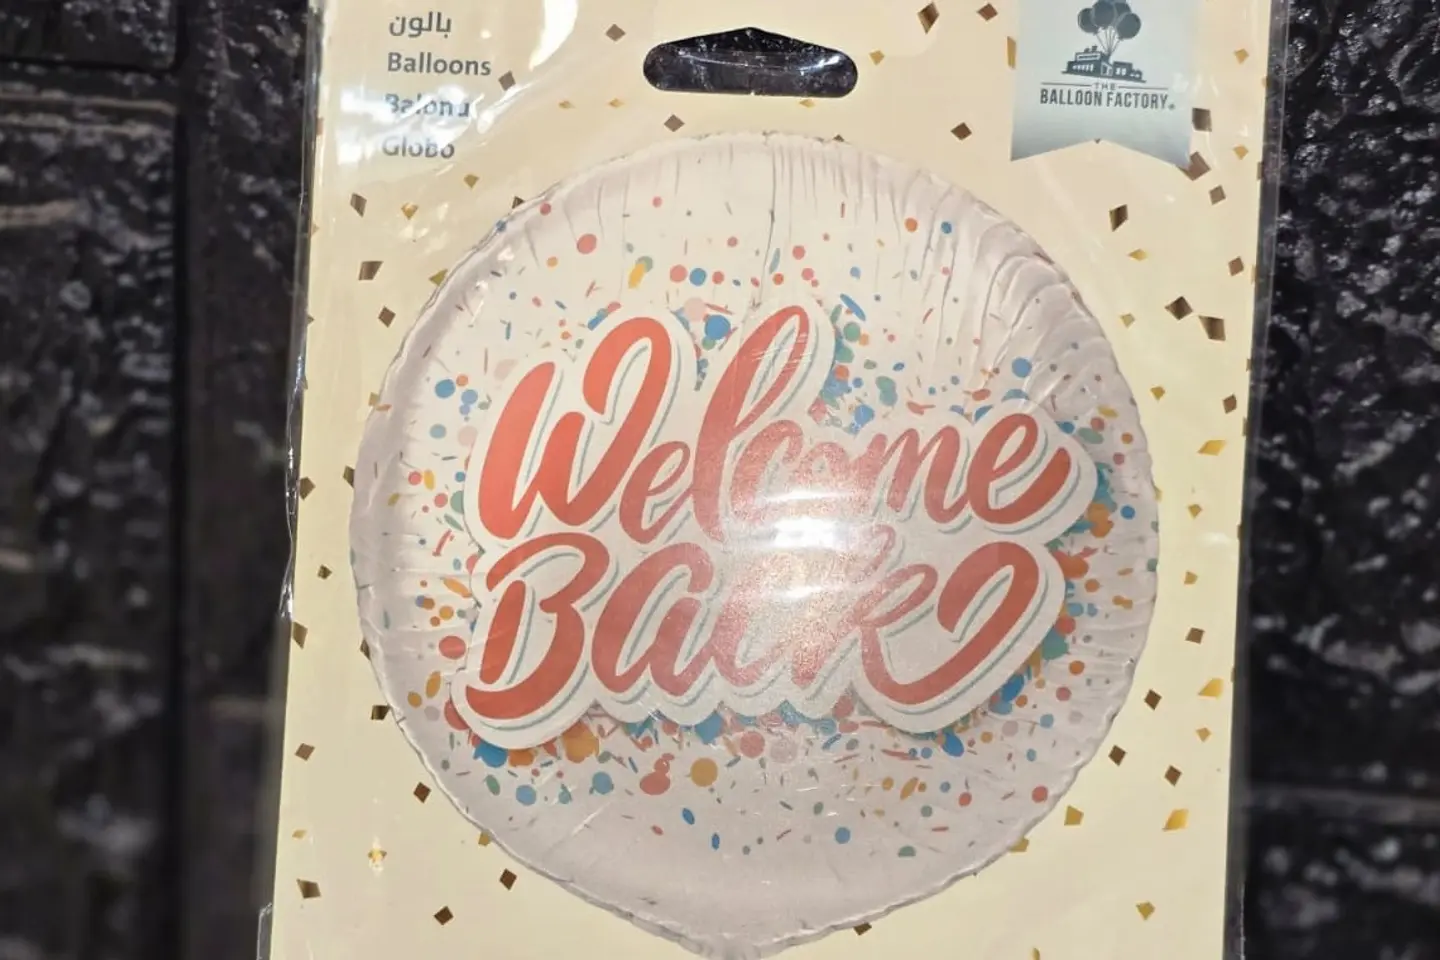 بالون
Balloons
Balonu
Globo
THE
BALLOON FACTORY
Welcome
Back